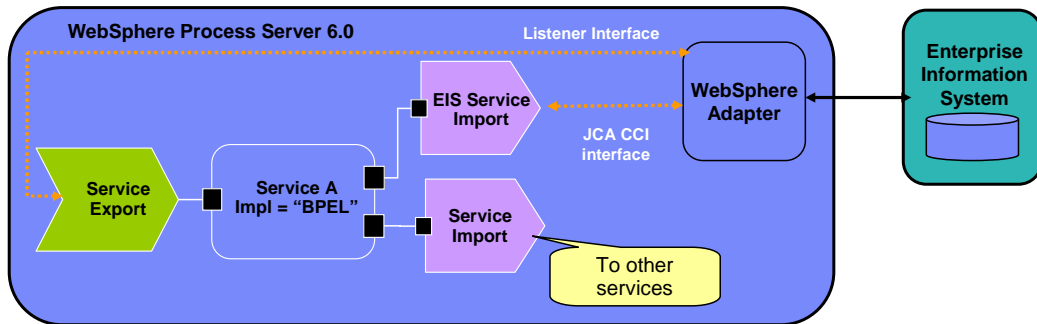 WebSphere Process Server 6.0
Listener Interface
Enterprise
Information
System
WebSphere
Adapter
EIS Service
Import
JCA CCI
interface
Service
Export
Service A
Impl = “BPEL”
Service
Import
To other
services